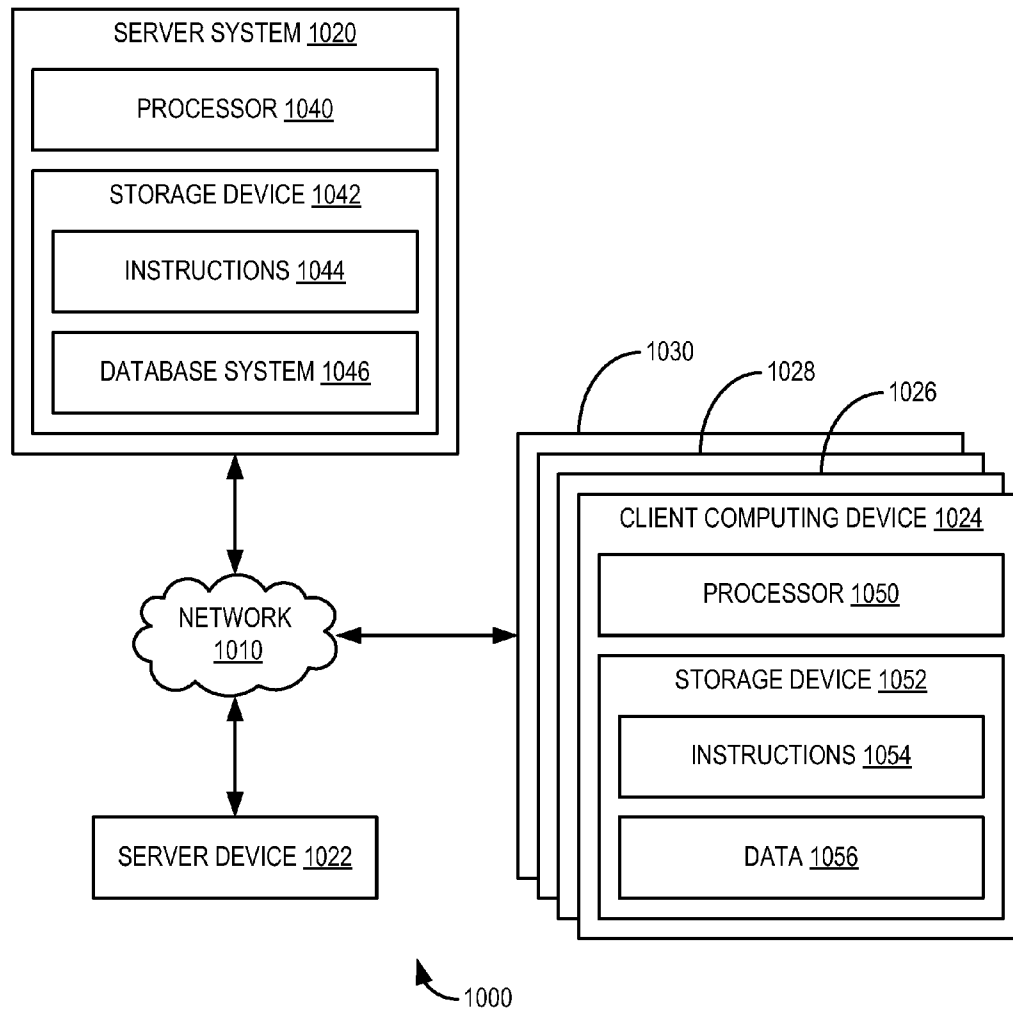 SERVER SYSTEM 1020
PROCESSOR 1040
STORAGE DEVICE 1042
INSTRUCTIONS 1044
DATABASE SYSTEM 1046
1030
1028
1026
CLIENT COMPUTING DEVICE 1024
PROCESSOR 1050
STORAGE DEVICE 1052
INSTRUCTIONS 1054
DATA 1056
NETWORK
1010
SERVER DEVICE 1022
1000